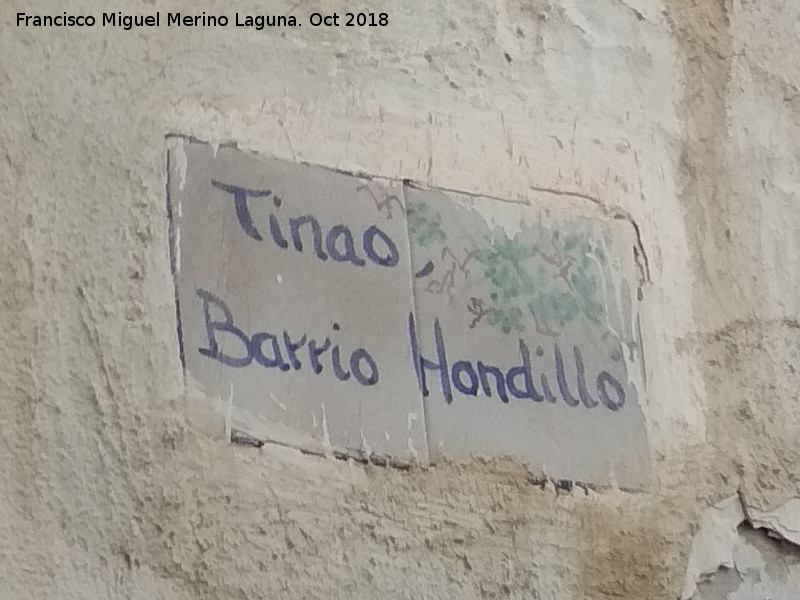 Francisco Miguel Merino Laguna. Oct 2018
Tinao,
Barrio Hondillo